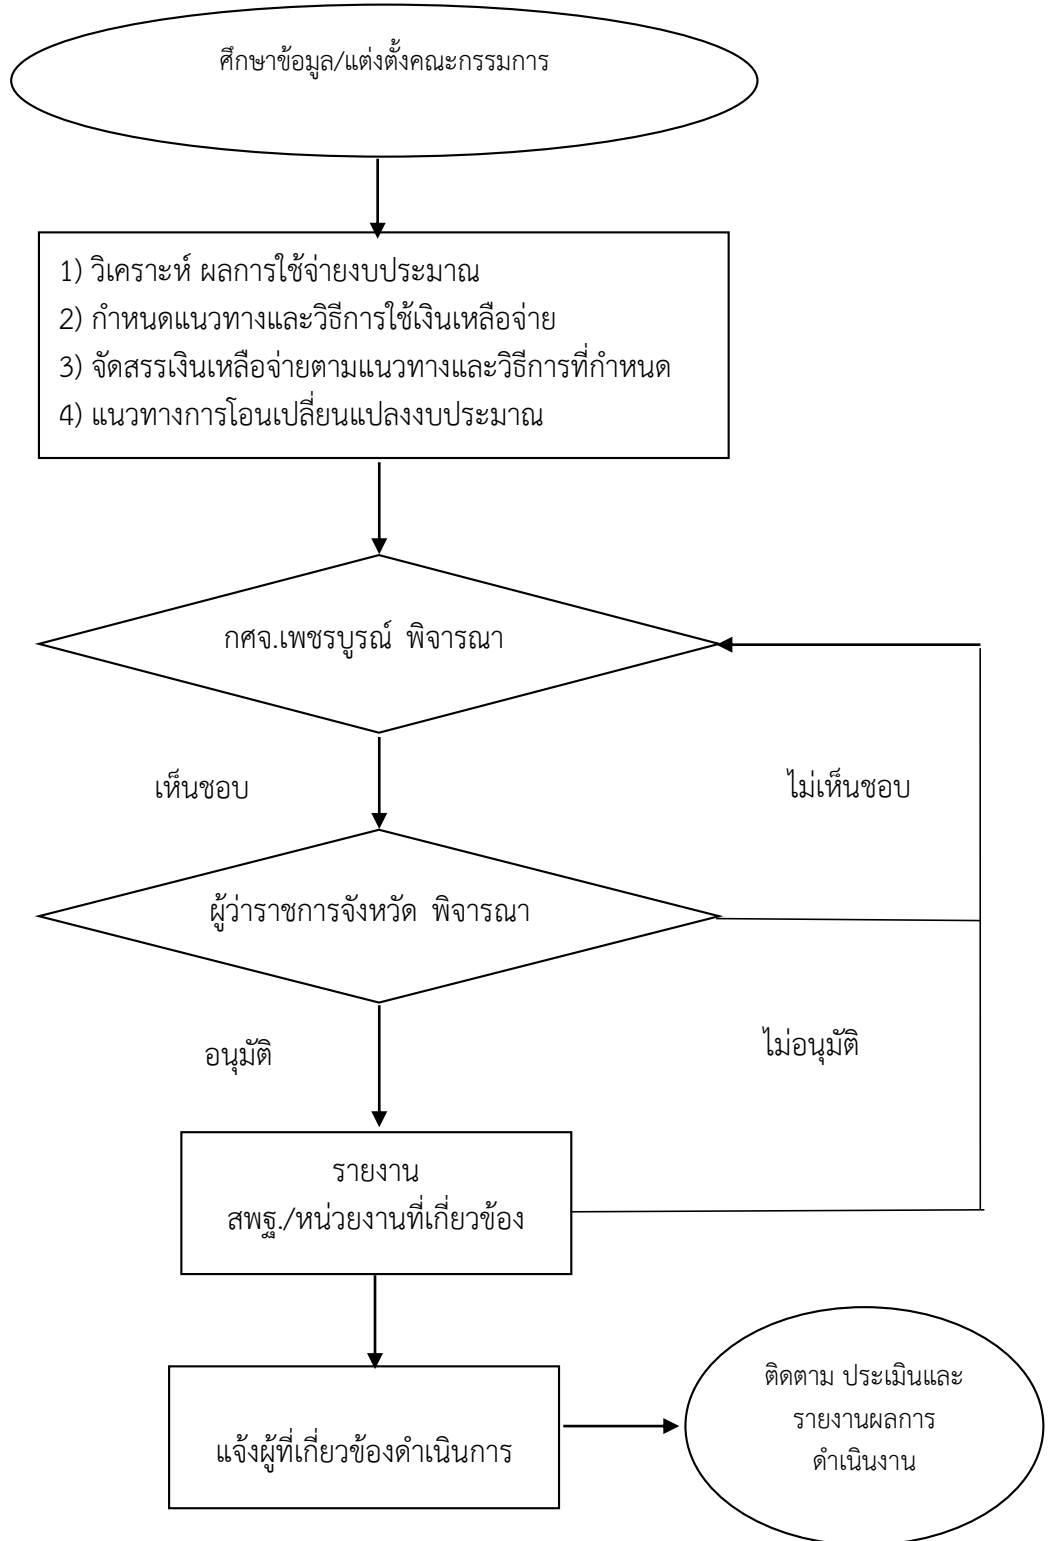 ศึกษาข้อมูล/แต่งตั้งคณะกรรมการ
1) วิเคราะห์ ผลการใช้จ่ายงบประมาณ
2) กำหนดแนวทางและวิธีการใช้เงินเหลือจ่าย
3) จัดสรรเงินเหลือจ่ายตามแนวทางและวิธีการที่กำหนด
4) แนวทางการโอนเปลี่ยนแปลงงบประมาณ
กศจ.เพชรบูรณ์ พิจารณา
เห็นชอบ
ไม่เห็นชอบ
ผู้ว่าราชการจังหวัด พิจารณา
อนุมัติ
ไม่อนุมัติ
รายงาน
สพฐ./หน่วยงานที่เกี่ยวข้อง
แจ้งผู้ที่เกี่ยวข้องดำเนินการ
ติดตาม ประเมินและ
รายงานผลการ
ดำเนินงาน